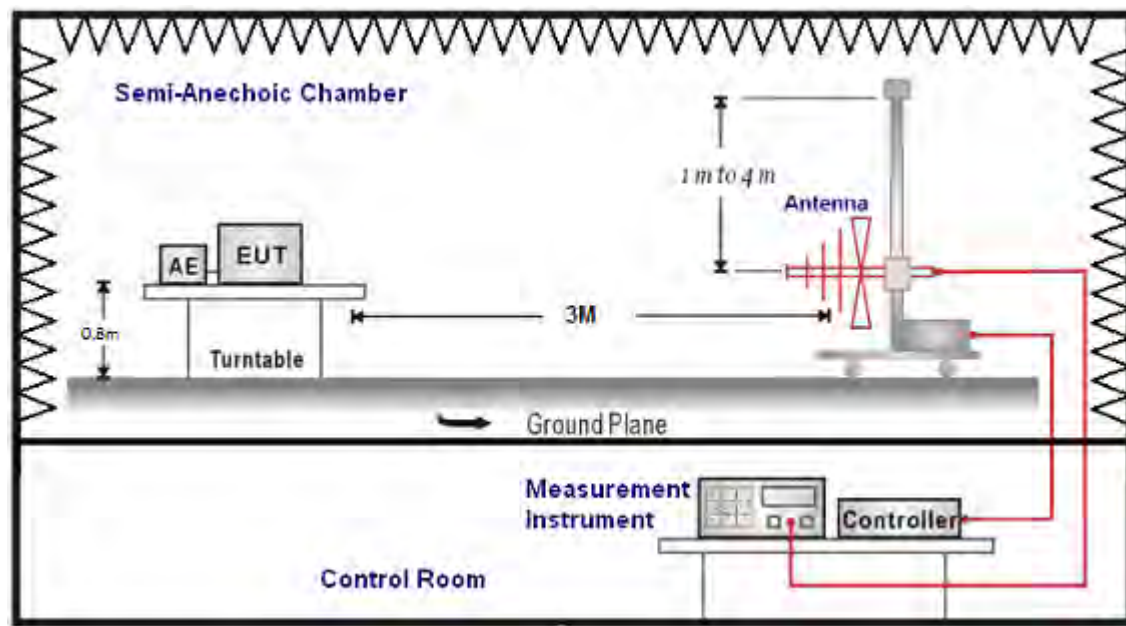 Semi-Anechoic Chamber
1 m to 4 m
Antenna
AE
EUT
0.8m
3M
Turntable
Ground Plane
Measurement
Instrument
Controller
Control Room